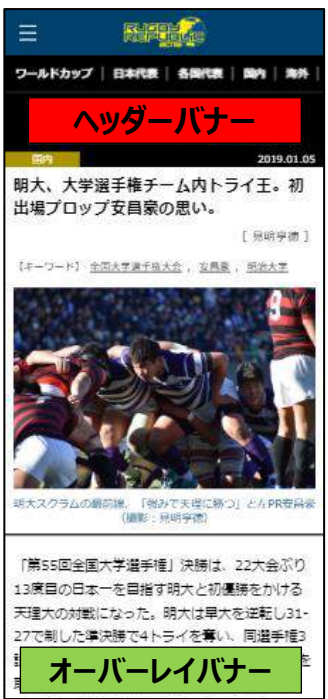 RUGBY
REPUBLIC
ワールドカップ | 日本代表 | 各国代表 | 国内 | 海外 |
ヘッダーバナー
国内
2019.01.05
明大、大学選手権チーム内トライ王。初
出場プロップ安昌豪の思い。
[ 見明亨徳 ]
【キーワード】 全国大学選手権大会 , 安昌豪 , 明治大学
明大スクラムの最前線。「強みで天理に勝つ」とPR安昌豪
(撮影:見明亨徳)
「第55回全国大学選手権」決勝は、22大会ぶり
13度目の日本一を目指す明大と初優勝をかける
天理大の対戦になった。明大は早大を逆転し31-
27で制した準決勝で4トライを奪い、同選手権3
オーバーレイバナー